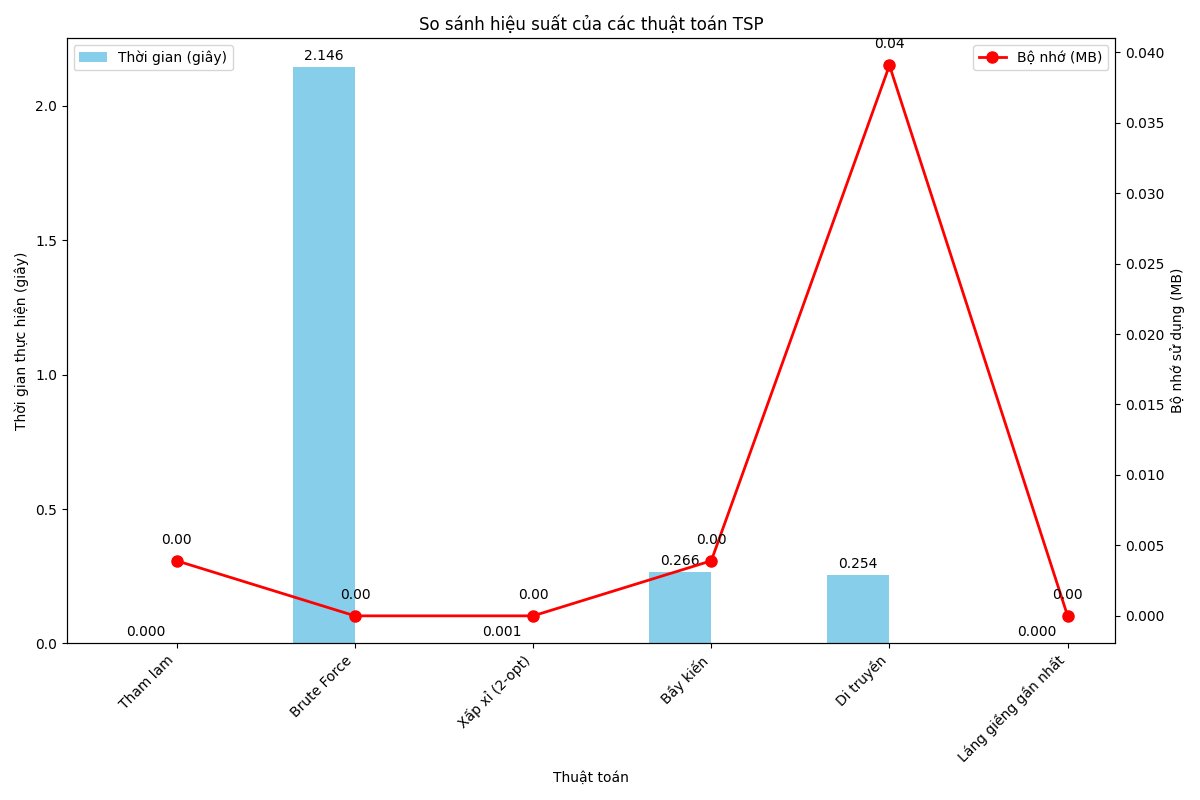 So sánh hiệu suất của các thuật toán TSP
Thời gian (giây)
Bộ nhớ (MB)
2.146
0.04
0.00
0.00
0.00
0.00
0.00
0.266
0.254
0.000
0.001
0.000
2.0
1.5
1.0
0.5
0.0
Thời gian thực hiện (giây)
0.040
0.035
0.030
0.025
0.020
0.015
0.010
0.005
0.000
Bộ nhớ sử dụng (MB)
Tham lam
Brute Force
Xấp xỉ (2-opt)
Bầy kiến
Di truyền
Láng giềng gần nhất
Thuật toán